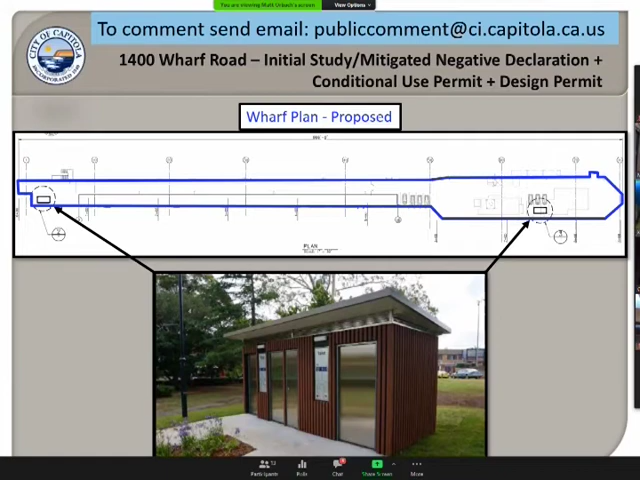 You are viewing Matt Orbach's screen
View Options
To comment send email: publiccomment@ci.capitola.ca.us
CITY OF CAPITOLA
INCORPORATED 1949
1400 Wharf Road – Initial Study/Mitigated Negative Declaration +
Conditional Use Permit + Design Permit
Wharf Plan - Proposed
PLAN
Participants
Polls
Chat
Share Screen
More